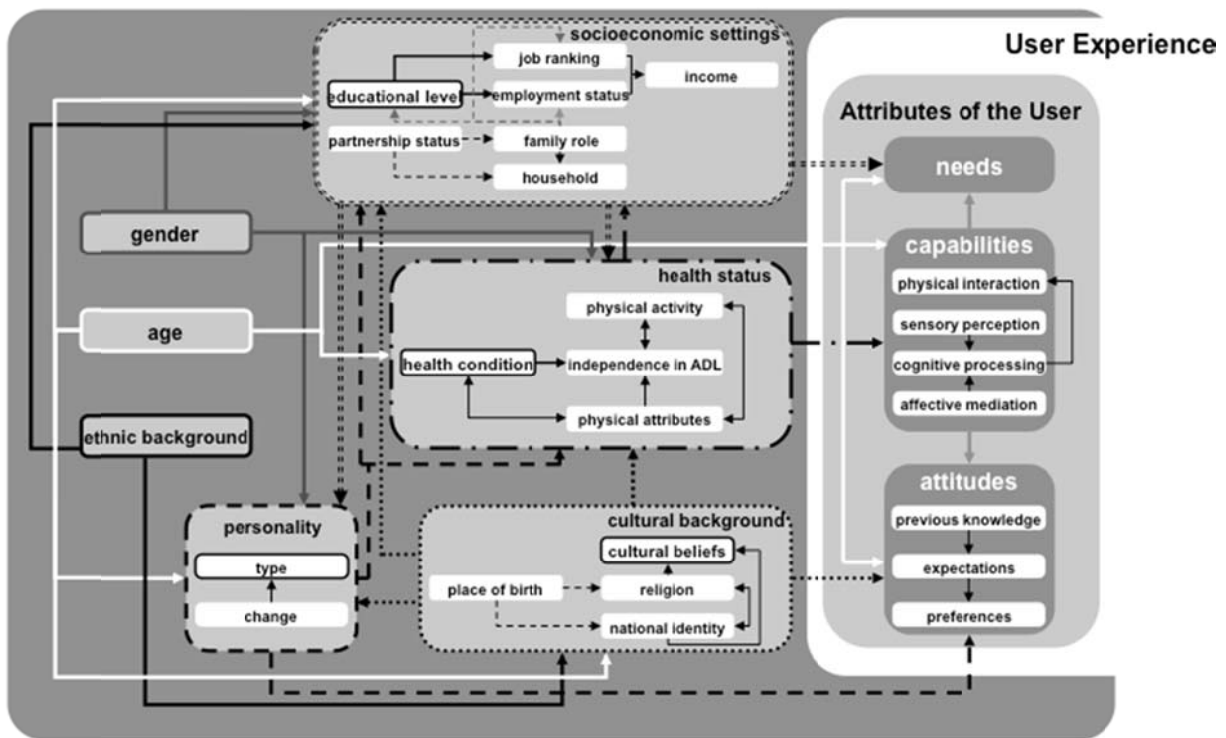 socioeconomic settings
job ranking
income
educational level
employment status
partnership status
family role
household
User Experience
Attributes of the User
needs
gender
capabilities
physical interaction
sensory perception
cognitive processing
affective mediation
health status
physical activity
age
health condition
independence in ADL
physical attributes
ethnic background
attitudes
previous knowledge
expectations
preferences
personality
type
change
cultural background
cultural beliefs
place of birth
religion
national identity